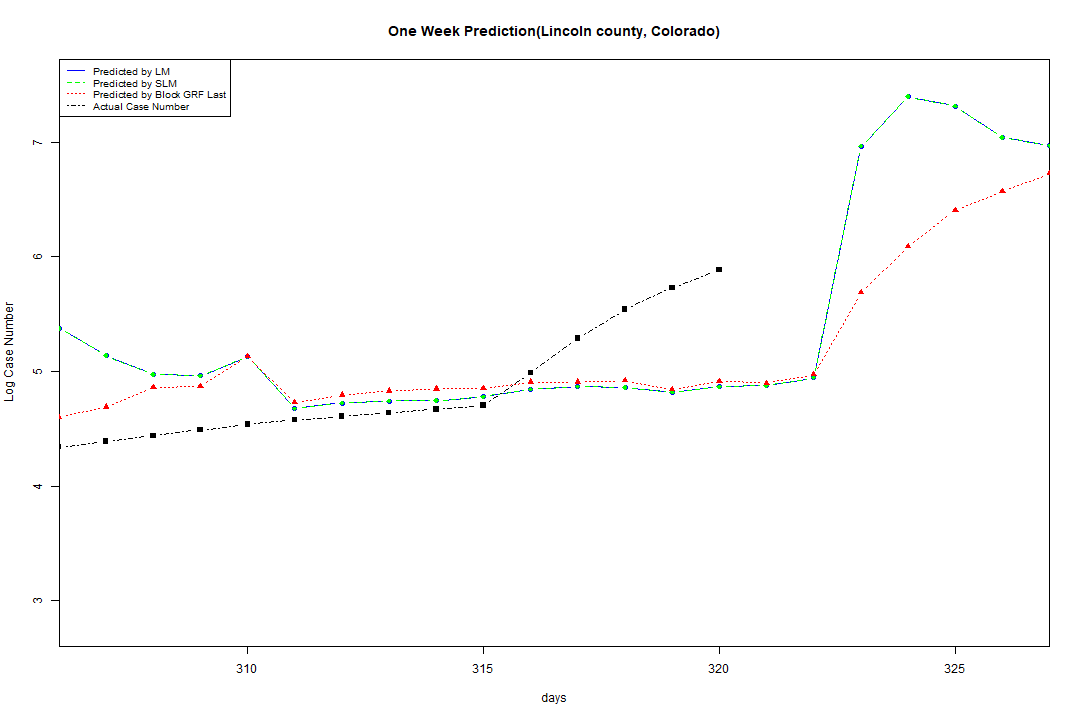 One Week Prediction(Lincoln county, Colorado)
Predicted by LM
Predicted by SLM
Predicted by Block GRF Last
Actual Case Number
7
6
5
4
3
Log Case Number
310 315 320 325
days